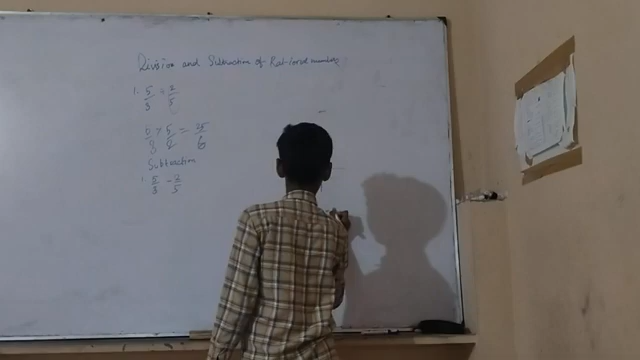 Division and Subtraction of Rational numbers
1. 5/3 ÷ 2/5
5/3 × 5/2 = 25/6
Subtraction
1. 5/3 - 2/5